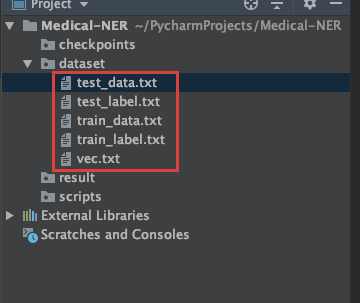 Project
Medical-NER ~/PycharmProjects/Medical-NER
checkpoints
dataset
test_data.txt
test_label.txt
train_data.txt
train_label.txt
vec.txt
result
scripts
External Libraries
Scratches and Consoles